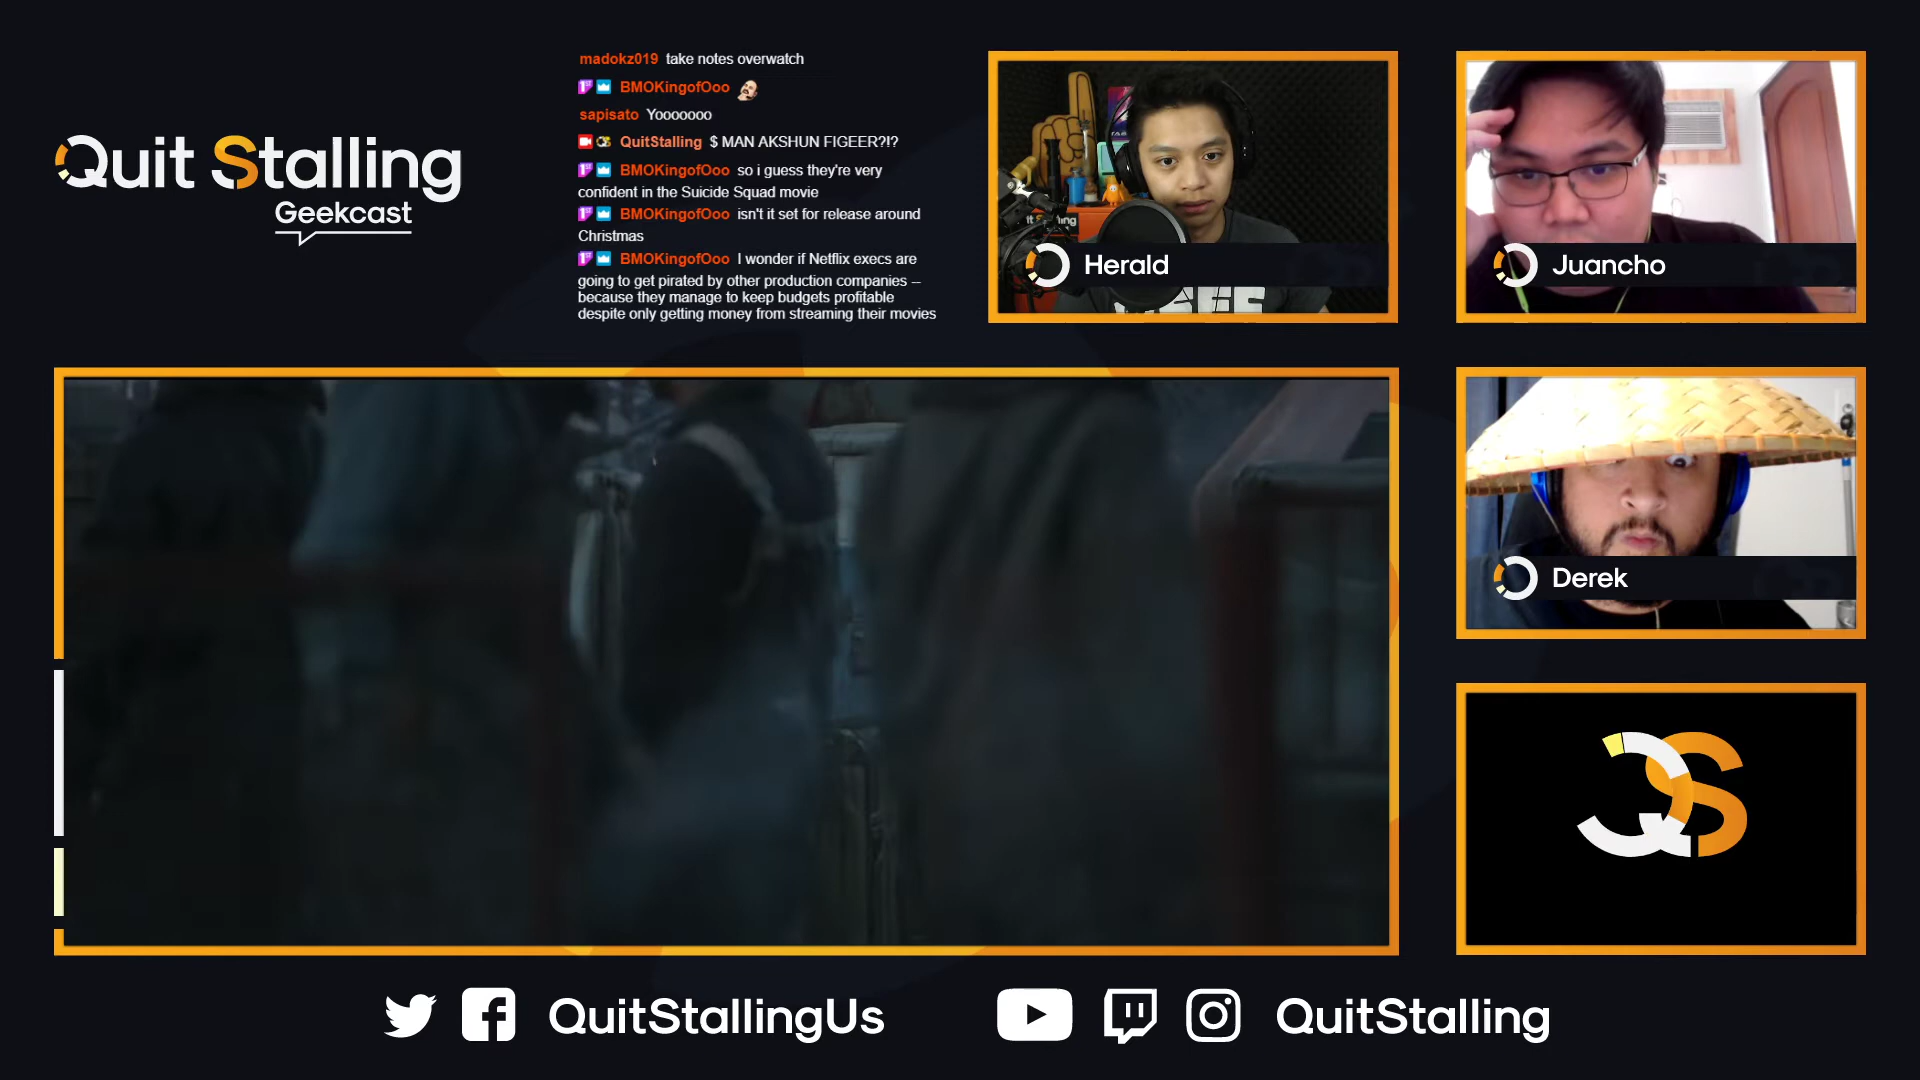 Quit Stalling
Geekcast
madokz019 take notes overwatch
BMOKingofOoo
sapisato Yooooooo
QuitStalling $ MAN AKSHUN FIGEER?!?
BMOKingofOoo so i guess they're very
confident in the Suicide Squad movie
BMOKingofOoo isn't it set for release around
Christmas
BMOKingofOoo I wonder if Netflix execs are
going to get pirated by other production companies --
because they manage to keep budgets profitable
despite only getting money from streaming their movies
Herald
Juancho
Derek
QS
QuitStallingUs
QuitStalling